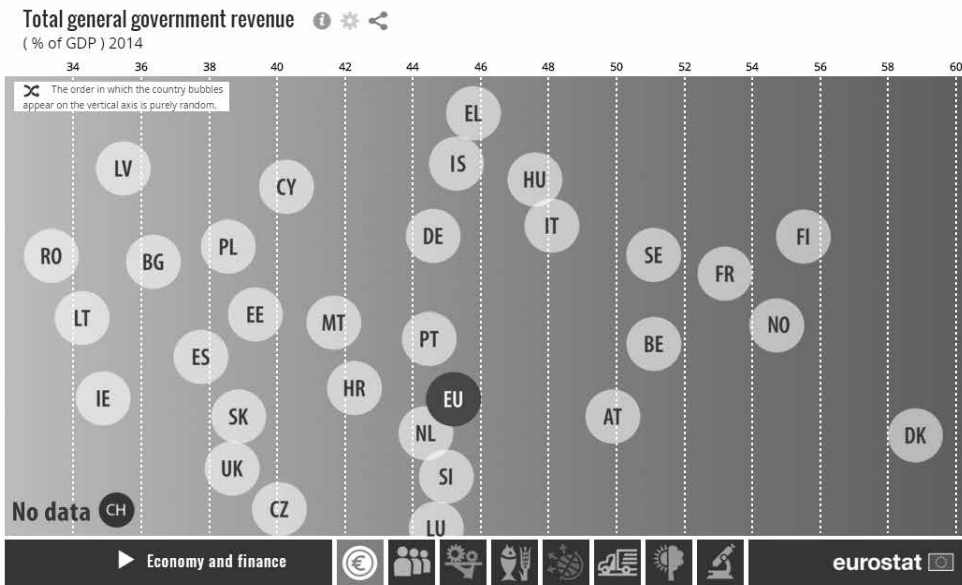 Total general government revenue
( % of GDP ) 2014
34 36 38 40 42 44 46 48 50 52 54 56 58 60
The order in which the country bubbles
appear on the vertical axis is purely random.
EL
IS
LV
HU
CY
IT
DE
FI
PL
SE
RO
BG
FR
EE
LT
MT
NO
PT
BE
ES
HR
IE
EU
SK
AT
NL
DK
UK
SI
CZ
No data CH
LU
Economy and finance
€
eurostat